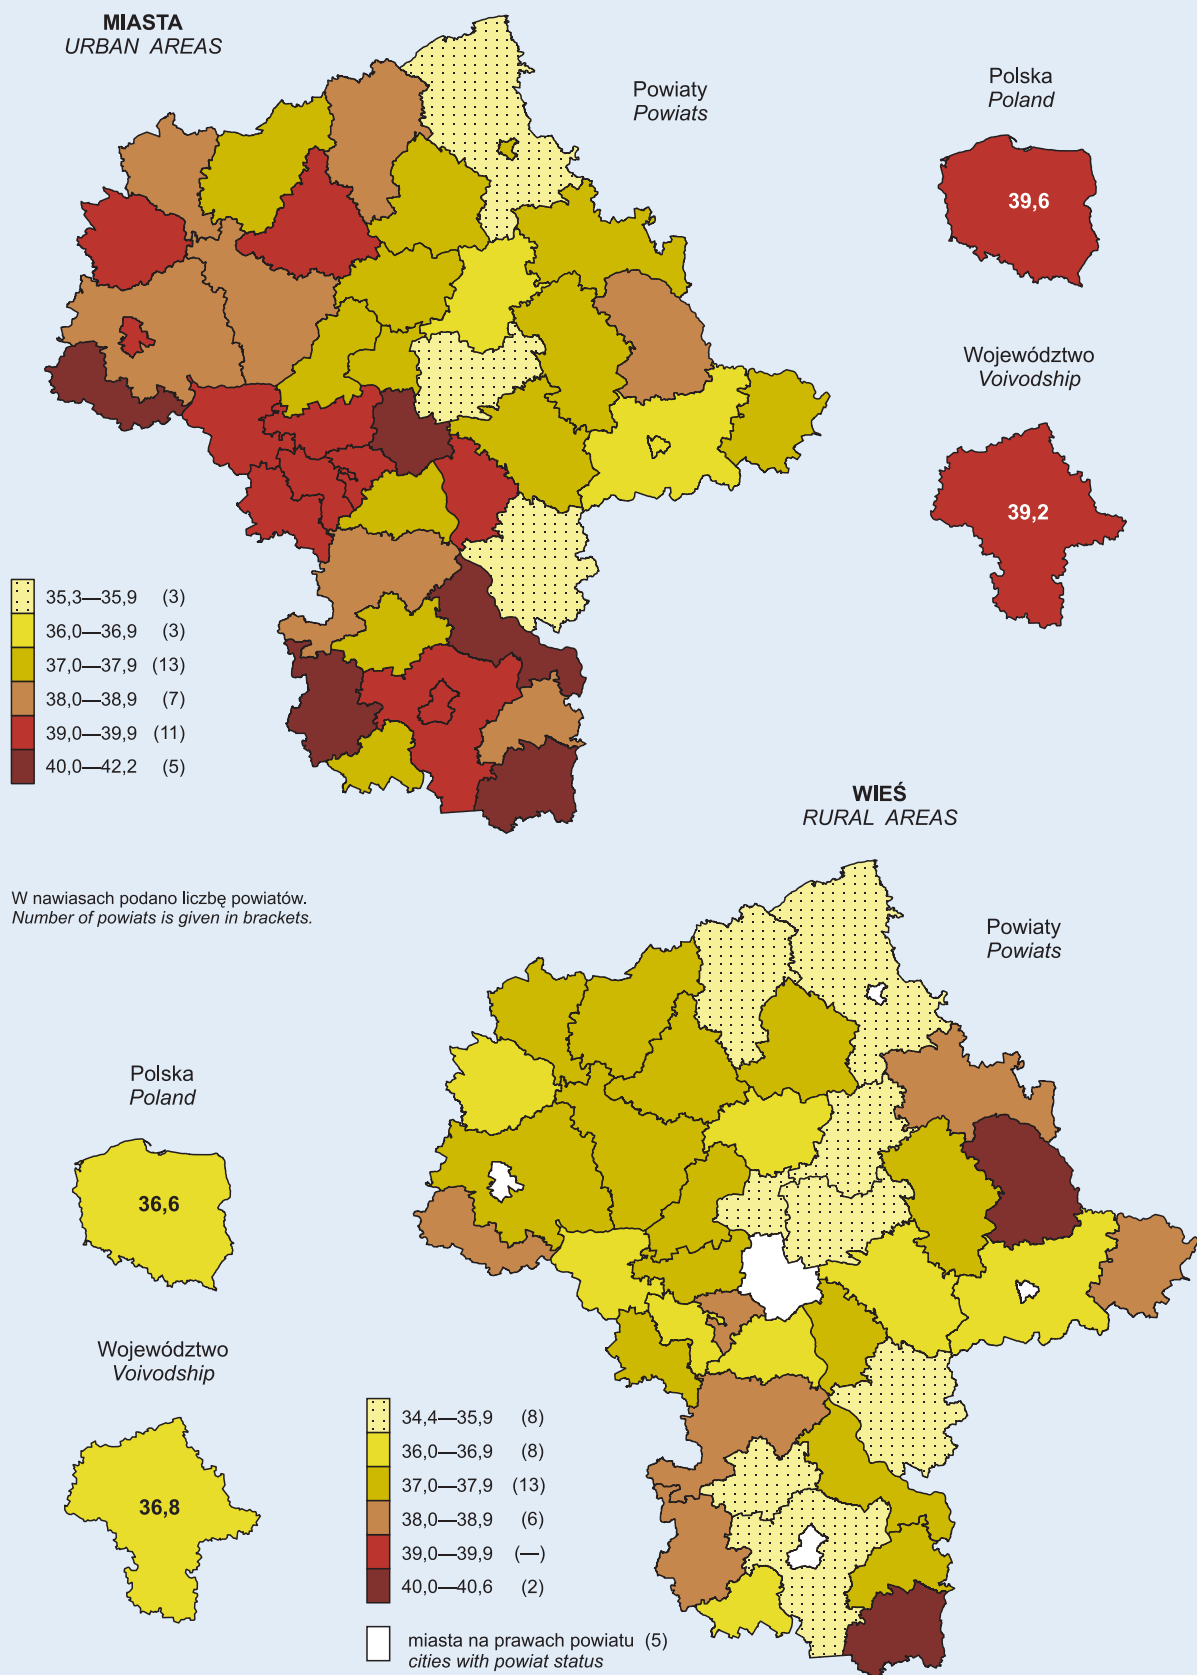 MIASTA
URBAN AREAS
Powiaty
Powiats
Polska
Poland
39,6
Województwo
Voivodship
39,2
35,3—35,9 (3)
36,0—36,9 (3)
37,0—37,9 (13)
38,0—38,9 (7)
39,0—39,9 (11)
40,0—42,2 (5)
W nawiasach podano liczbę powiatów.
Number of powiats is given in brackets.
WIEŚ
RURAL AREAS
Powiaty
Powiats
Polska
Poland
36,6
Województwo
Voivodship
36,8
34,4—35,9 (8)
36,0—36,9 (8)
37,0—37,9 (13)
38,0—38,9 (6)
39,0—39,9 (—)
40,0—40,6 (2)
miasta na prawach powiatu (5)
cities with powiat status